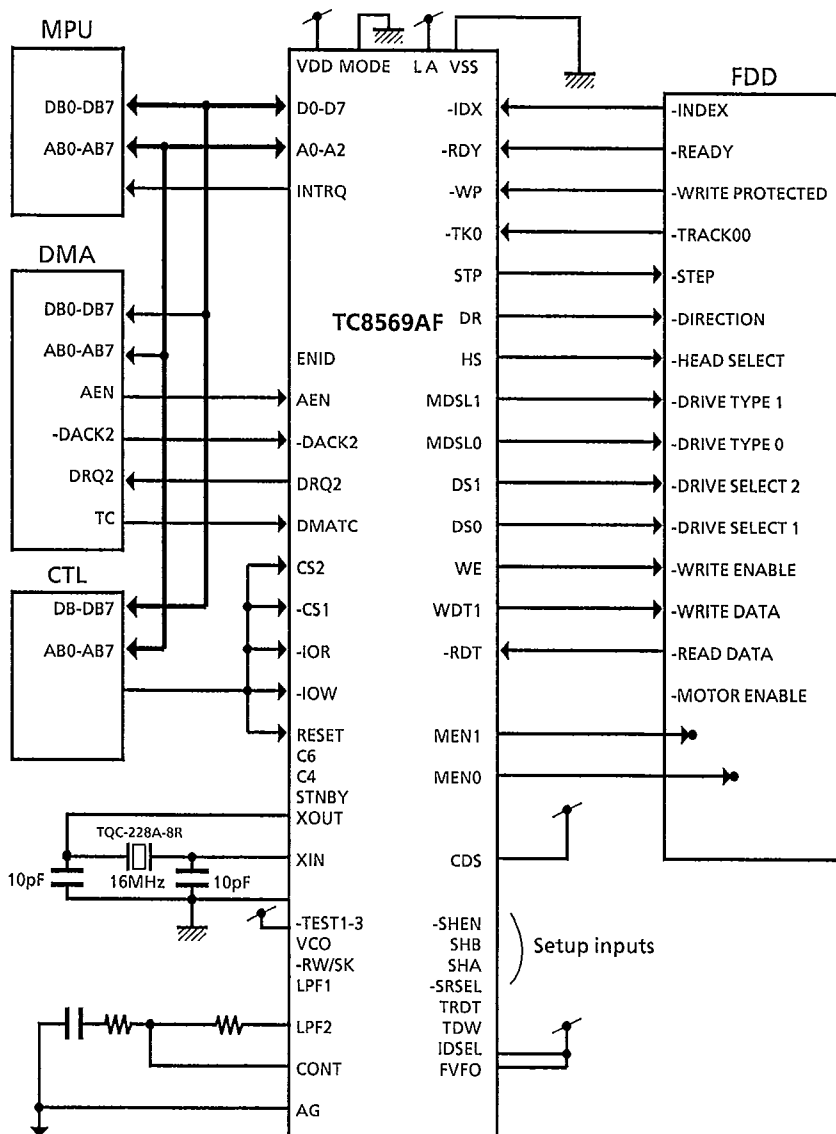 MPU
DB0-DB7
AB0-AB7
DMA
DB0-DB7
AB0-AB7
AEN
-DACK2
DRQ2
TC
CTL
DB-DB7
AB0-AB7
TQC-228A-8R
10pF
16MHz
10pF
VDD MODE LA VSS
TC8569AF
D0-D7
A0-A2
INTRQ
ENID
AEN
-DACK2
DRQ2
DMATC
CS2
-CS1
-IOR
-IOW
RESET
C6
C4
STNBY
XOUT
XIN
-TEST1-3
VCO
-RW/SK
LPF1
LPF2
CONT
AG
-IDX
-RDY
-WP
-TK0
STP
DR
HS
MDSL1
MDSL0
DS1
DS0
WE
WDT1
-RDT
MEN1
MEN0
CDS
-SHEN
SHB
SHA
-SRSEL
TRDT
TDW
IDSEL
FVFO
Setup inputs
FDD
-INDEX
-READY
-WRITE PROTECTED
-TRACK00
-STEP
-DIRECTION
-HEAD SELECT
-DRIVE TYPE 1
-DRIVE TYPE 0
-DRIVE SELECT 2
-DRIVE SELECT 1
-WRITE ENABLE
-WRITE DATA
-READ DATA
-MOTOR ENABLE